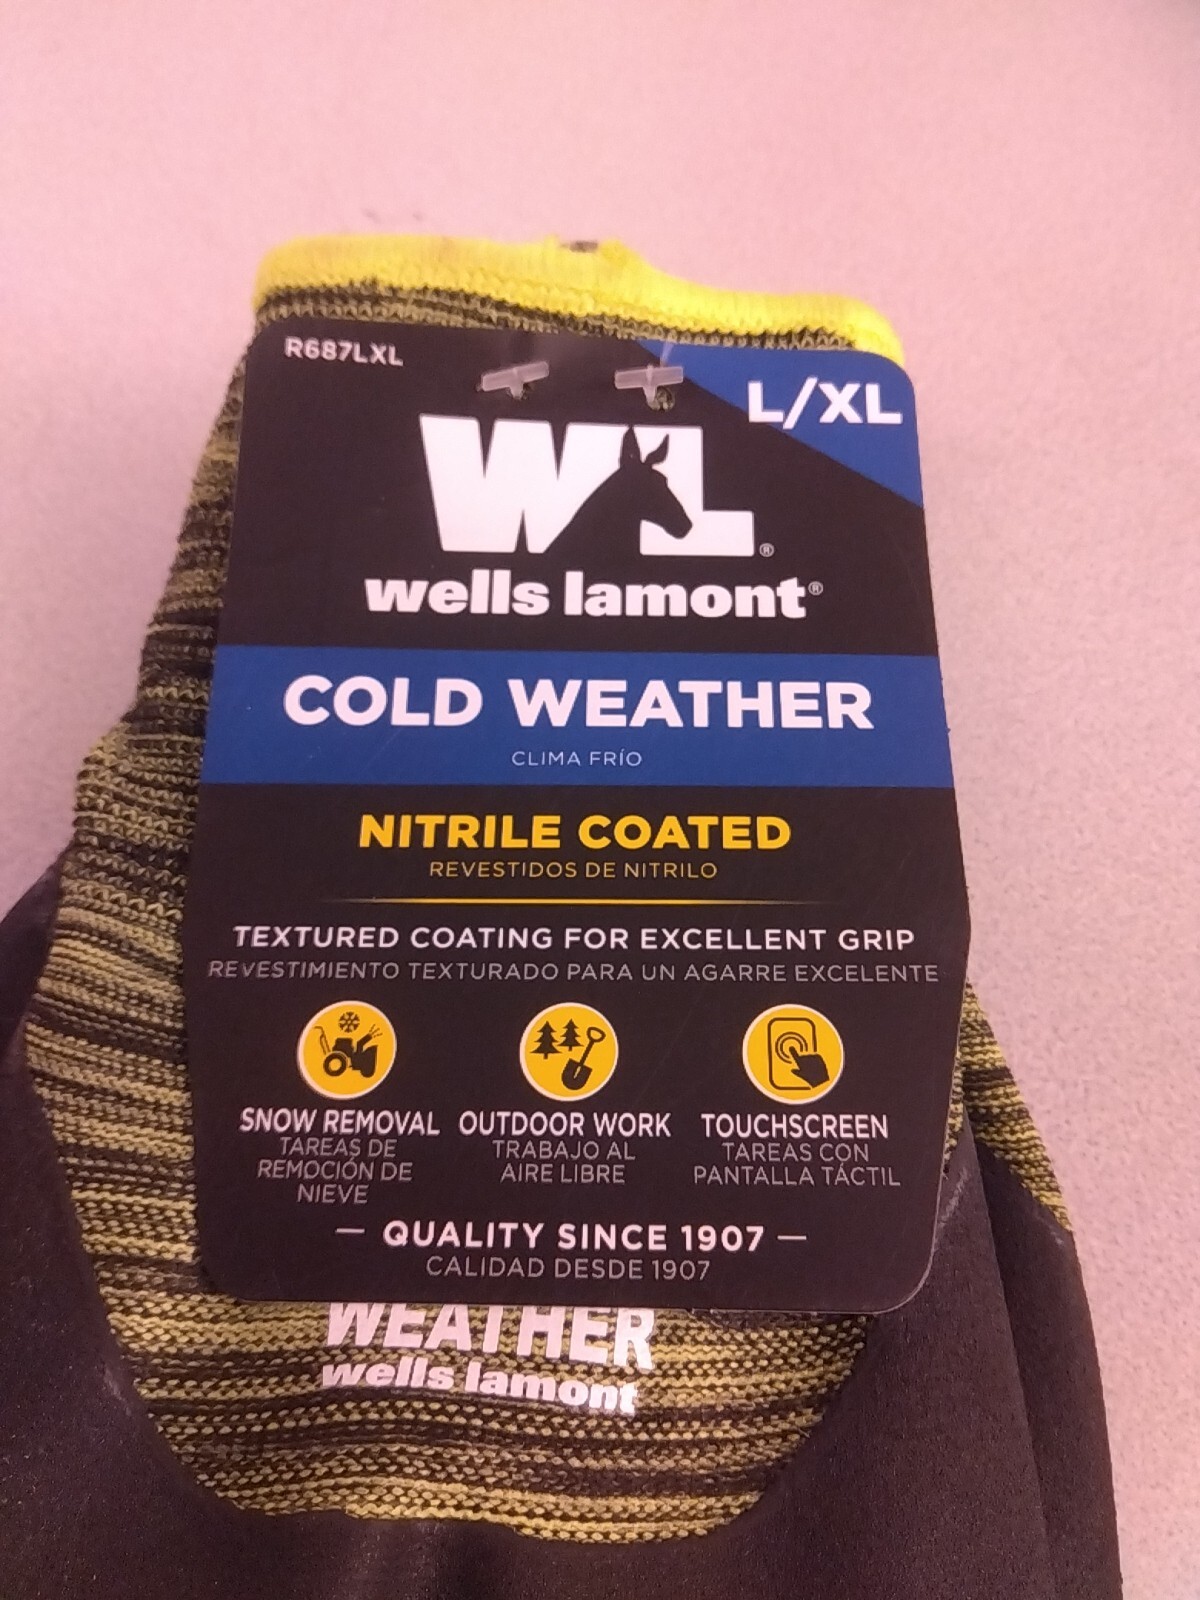 R687LXL
L/XL
WL®
wells lamont®
COLD WEATHER
CLIMA FRÍO
NITRILE COATED
REVESTIDOS DE NITRILO
TEXTURED COATING FOR EXCELLENT GRIP
REVESTIMIENTO TEXTURADO PARA UN AGARRE EXCELENTE
SNOW REMOVAL
TAREAS DE
REMOCIÓN DE
NIEVE
OUTDOOR WORK
TRABAJO AL
AIRE LIBRE
TOUCHSCREEN
TAREAS CON
PANTALLA TÁCTIL
— QUALITY SINCE 1907 —
CALIDAD DESDE 1907
WEATHER
wells lamont